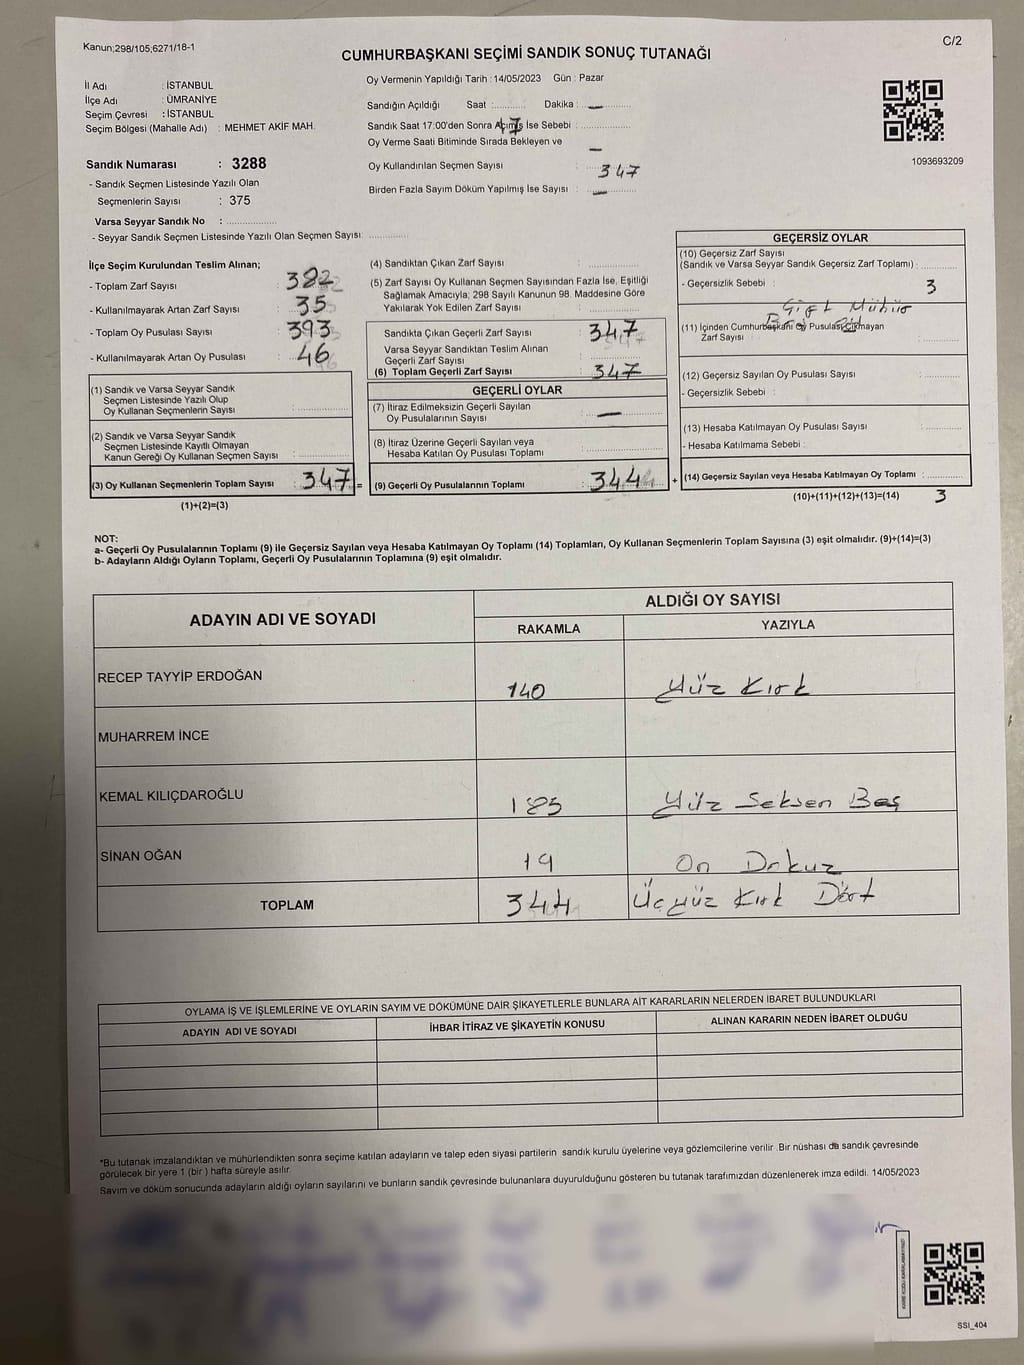 Kanun;298/105;6271/18-1
C/2
CUMHURBAŞKANI SEÇİMİ SANDIK SONUÇ TUTANAĞI
İl Adı : İSTANBUL
İlçe Adı : ÜMRANİYE
Seçim Çevresi : İSTANBUL
Seçim Bölgesi (Mahalle Adı) : MEHMET AKİF MAH.
Sandık Numarası : 3288
- Sandık Seçmen Listesinde Yazılı Olan
Seçmenlerin Sayısı : 375
Varsa Seyyar Sandık No :
- Seyyar Sandık Seçmen Listesinde Yazılı Olan Seçmen Sayısı:
Oy Vermenin Yapıldığı Tarih : 14/05/2023 Gün : Pazar
Sandığın Açıldığı Saat : Dakika : —
Sandık Saat 17:00'den Sonra Açılmış İse Sebebi :
Oy Verme Saati Bitiminde Sırada Bekleyen ve —
Oy Kullandırılan Seçmen Sayısı : 347
Birden Fazla Sayım Döküm Yapılmış İse Sayısı : —
1093693209
İlçe Seçim Kurulundan Teslim Alınan;
- Toplam Zarf Sayısı : 382
- Kullanılmayarak Artan Zarf Sayısı : 35
- Toplam Oy Pusulası Sayısı : 393
- Kullanılmayarak Artan Oy Pusulası : 46
(1) Sandık ve Varsa Seyyar Sandık
Seçmen Listesinde Yazılı Olup
Oy Kullanan Seçmenlerin Sayısı :
(2) Sandık ve Varsa Seyyar Sandık
Seçmen Listesinde Kayıtlı Olmayan
Kanun Gereği Oy Kullanan Seçmen Sayısı :
(3) Oy Kullanan Seçmenlerin Toplam Sayısı : 347 =
(1)+(2)=(3)
(4) Sandıktan Çıkan Zarf Sayısı :
(5) Zarf Sayısı Oy Kullanan Seçmen Sayısından Fazla İse, Eşitliği
Sağlamak Amacıyla; 298 Sayılı Kanunun 98. Maddesine Göre
Yakılarak Yok Edilen Zarf Sayısı :
Sandıkta Çıkan Geçerli Zarf Sayısı : 347
Varsa Seyyar Sandıktan Teslim Alınan
Geçerli Zarf Sayısı :
(6) Toplam Geçerli Zarf Sayısı : 347
GEÇERLİ OYLAR
(7) İtiraz Edilmeksizin Geçerli Sayılan
Oy Pusulalarının Sayısı : —
(8) İtiraz Üzerine Geçerli Sayılan veya
Hesaba Katılan Oy Pusulası Toplamı :
(9) Geçerli Oy Pusulalarının Toplamı : 344 +
GEÇERSİZ OYLAR
(10) Geçersiz Zarf Sayısı
(Sandık ve Varsa Seyyar Sandık Geçersiz Zarf Toplamı) :
- Geçersizlik Sebebi : 3
Çift Mühür
(11) İçinden Cumhurbaşkanı Oy Pusulası Çıkmayan
Zarf Sayısı :
(12) Geçersiz Sayılan Oy Pusulası Sayısı :
- Geçersizlik Sebebi :
(13) Hesaba Katılmayan Oy Pusulası Sayısı :
- Hesaba Katılmama Sebebi :
(14) Geçersiz Sayılan veya Hesaba Katılmayan Oy Toplamı :
(10)+(11)+(12)+(13)=(14) 3
NOT:
a- Geçerli Oy Pusulalarının Toplamı (9) ile Geçersiz Sayılan veya Hesaba Katılmayan Oy Toplamı (14) Toplamları, Oy Kullanan Seçmenlerin Toplam Sayısına (3) eşit olmalıdır. (9)+(14)=(3)
b- Adayların Aldığı Oyların Toplamı, Geçerli Oy Pusulalarının Toplamına (9) eşit olmalıdır.
ADAYIN ADI VE SOYADI
ALDIĞI OY SAYISI
RAKAMLA YAZIYLA
RECEP TAYYİP ERDOĞAN 140 Yüz Kırk
MUHARREM İNCE
KEMAL KILIÇDAROĞLU 185 Yüz Seksen Beş
SİNAN OĞAN 19 On Dokuz
TOPLAM 344 Üçyüz Kırk Dört
OYLAMA İŞ VE İŞLEMLERİNE VE OYLARIN SAYIM VE DÖKÜMÜNE DAİR ŞİKAYETLERLE BUNLARA AİT KARARLARIN NELERDEN İBARET BULUNDUKLARI
ADAYIN ADI VE SOYADI İHBAR İTİRAZ VE ŞİKAYETİN KONUSU ALINAN KARARIN NEDEN İBARET OLDUĞU
*Bu tutanak imzalandıktan ve mühürlendikten sonra seçime katılan adayların ve talep eden siyasi partilerin sandık kurulu üyelerine veya gözlemcilerine verilir .Bir nüshası da sandık çevresinde
görülecek bir yere 1 (bir ) hafta süreyle asılır.
Sayım ve döküm sonucunda adayların aldığı oyların sayılarını ve bunların sandık çevresinde bulunanlara duyurulduğunu gösteren bu tutanak tarafımızdan düzenlenerek imza edildi. 14/05/2023
SSI_404